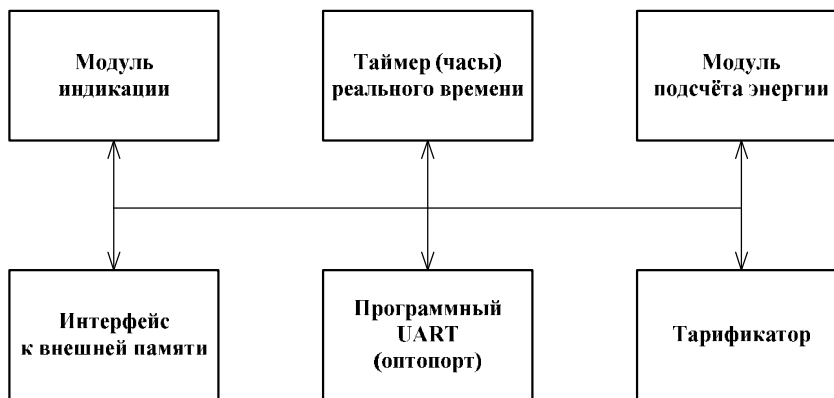 Модуль
индикации
Таймер (часы)
реального времени
Модуль
подсчёта энергии
Интерфейс
к внешней памяти
Программный
UART
(оптопорт)
Тарификатор